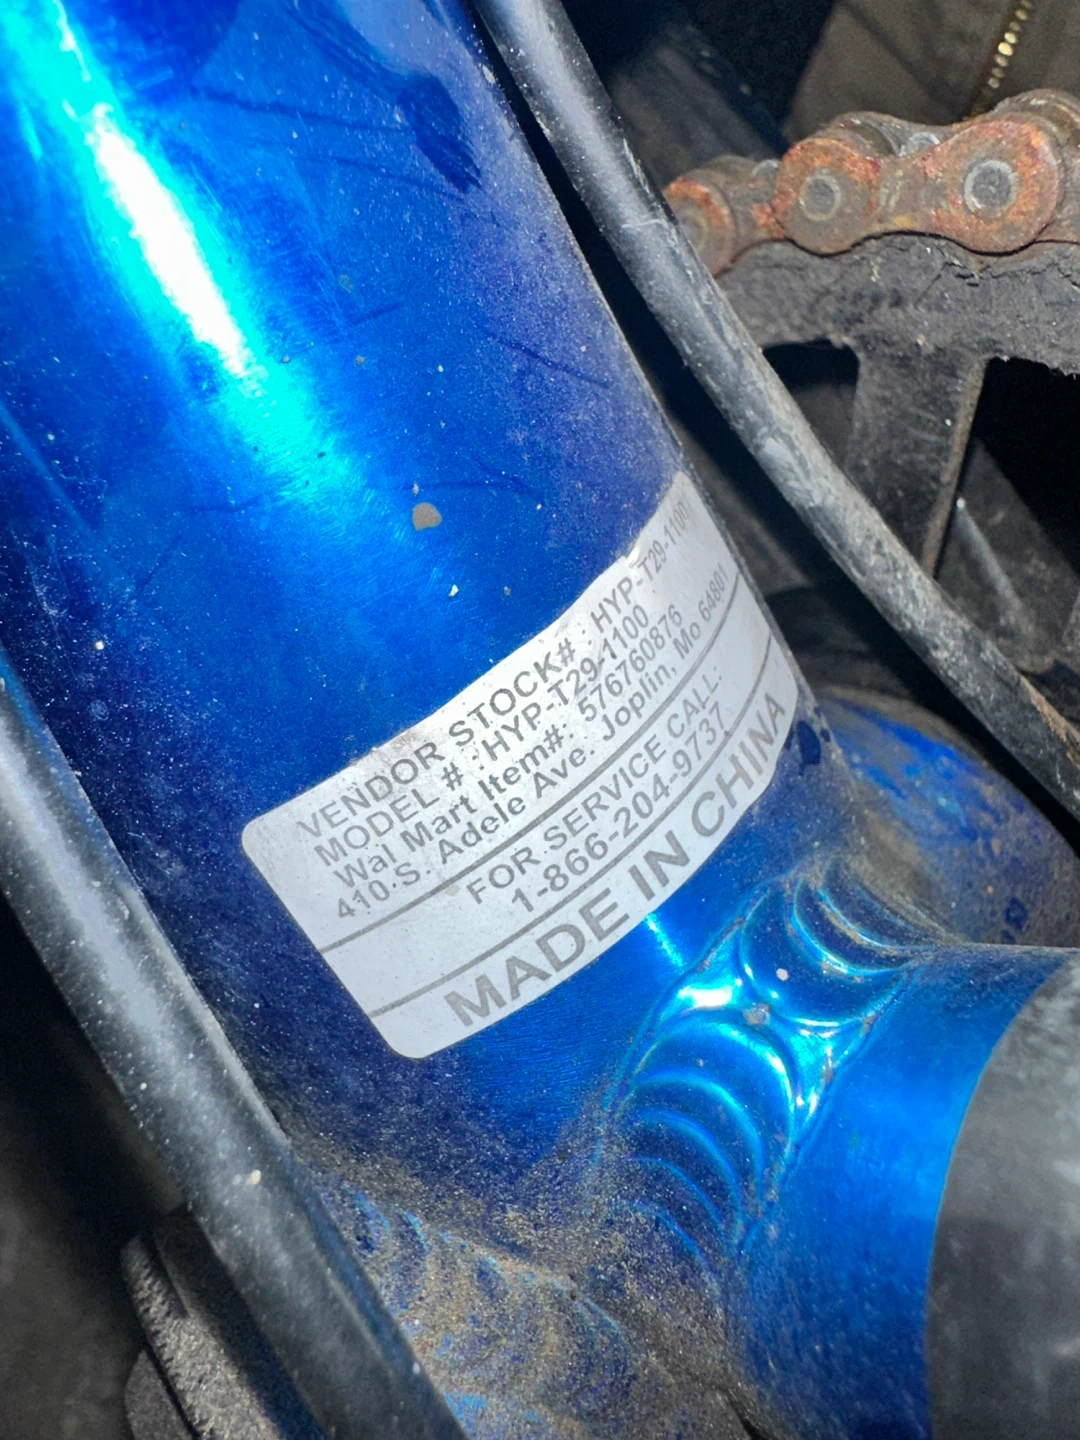 VENDOR STOCK# : HYP-T29-1100
MODEL # : HYP-T29-1100
Wal Mart Item#: 576760876
410 S. Adele Ave. Joplin, Mo 64801
FOR SERVICE CALL:
1-866-204-9737
MADE IN CHINA